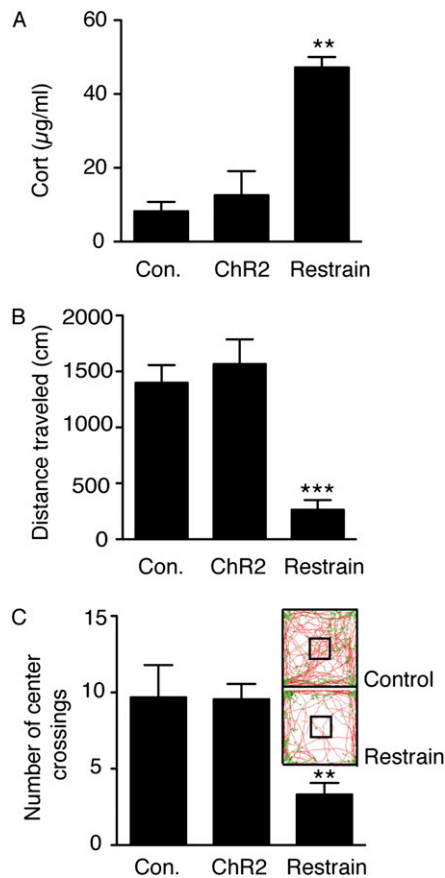 A
Cort (µg/ml)
60
40
20
0
**
Con. ChR2 Restrain
B
Distance traveled (cm)
2000
1500
1000
500
0
***
Con. ChR2 Restrain
C
Number of center
crossings
15
10
5
0
Control
Restrain
**
Con. ChR2 Restrain